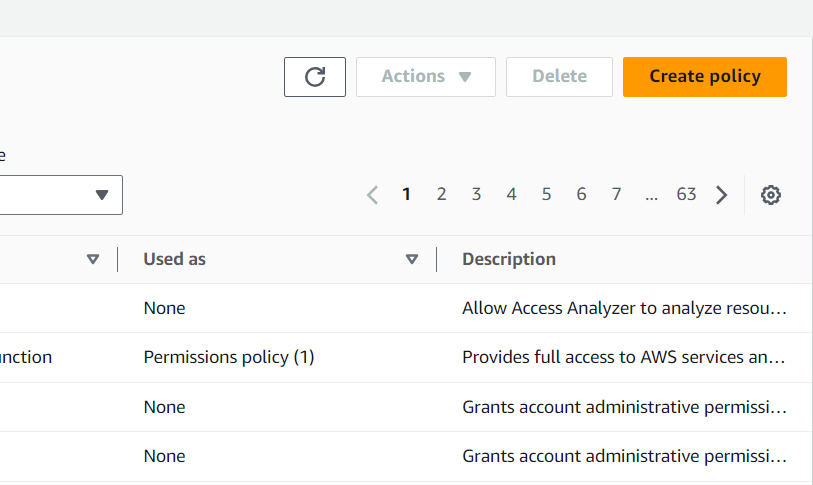 Actions Delete Create policy
e
1 2 3 4 5 6 7 ... 63
Used as Description
None Allow Access Analyzer to analyze resou…
unction Permissions policy (1) Provides full access to AWS services an…
None Grants account administrative permissi…
None Grants account administrative permissi…